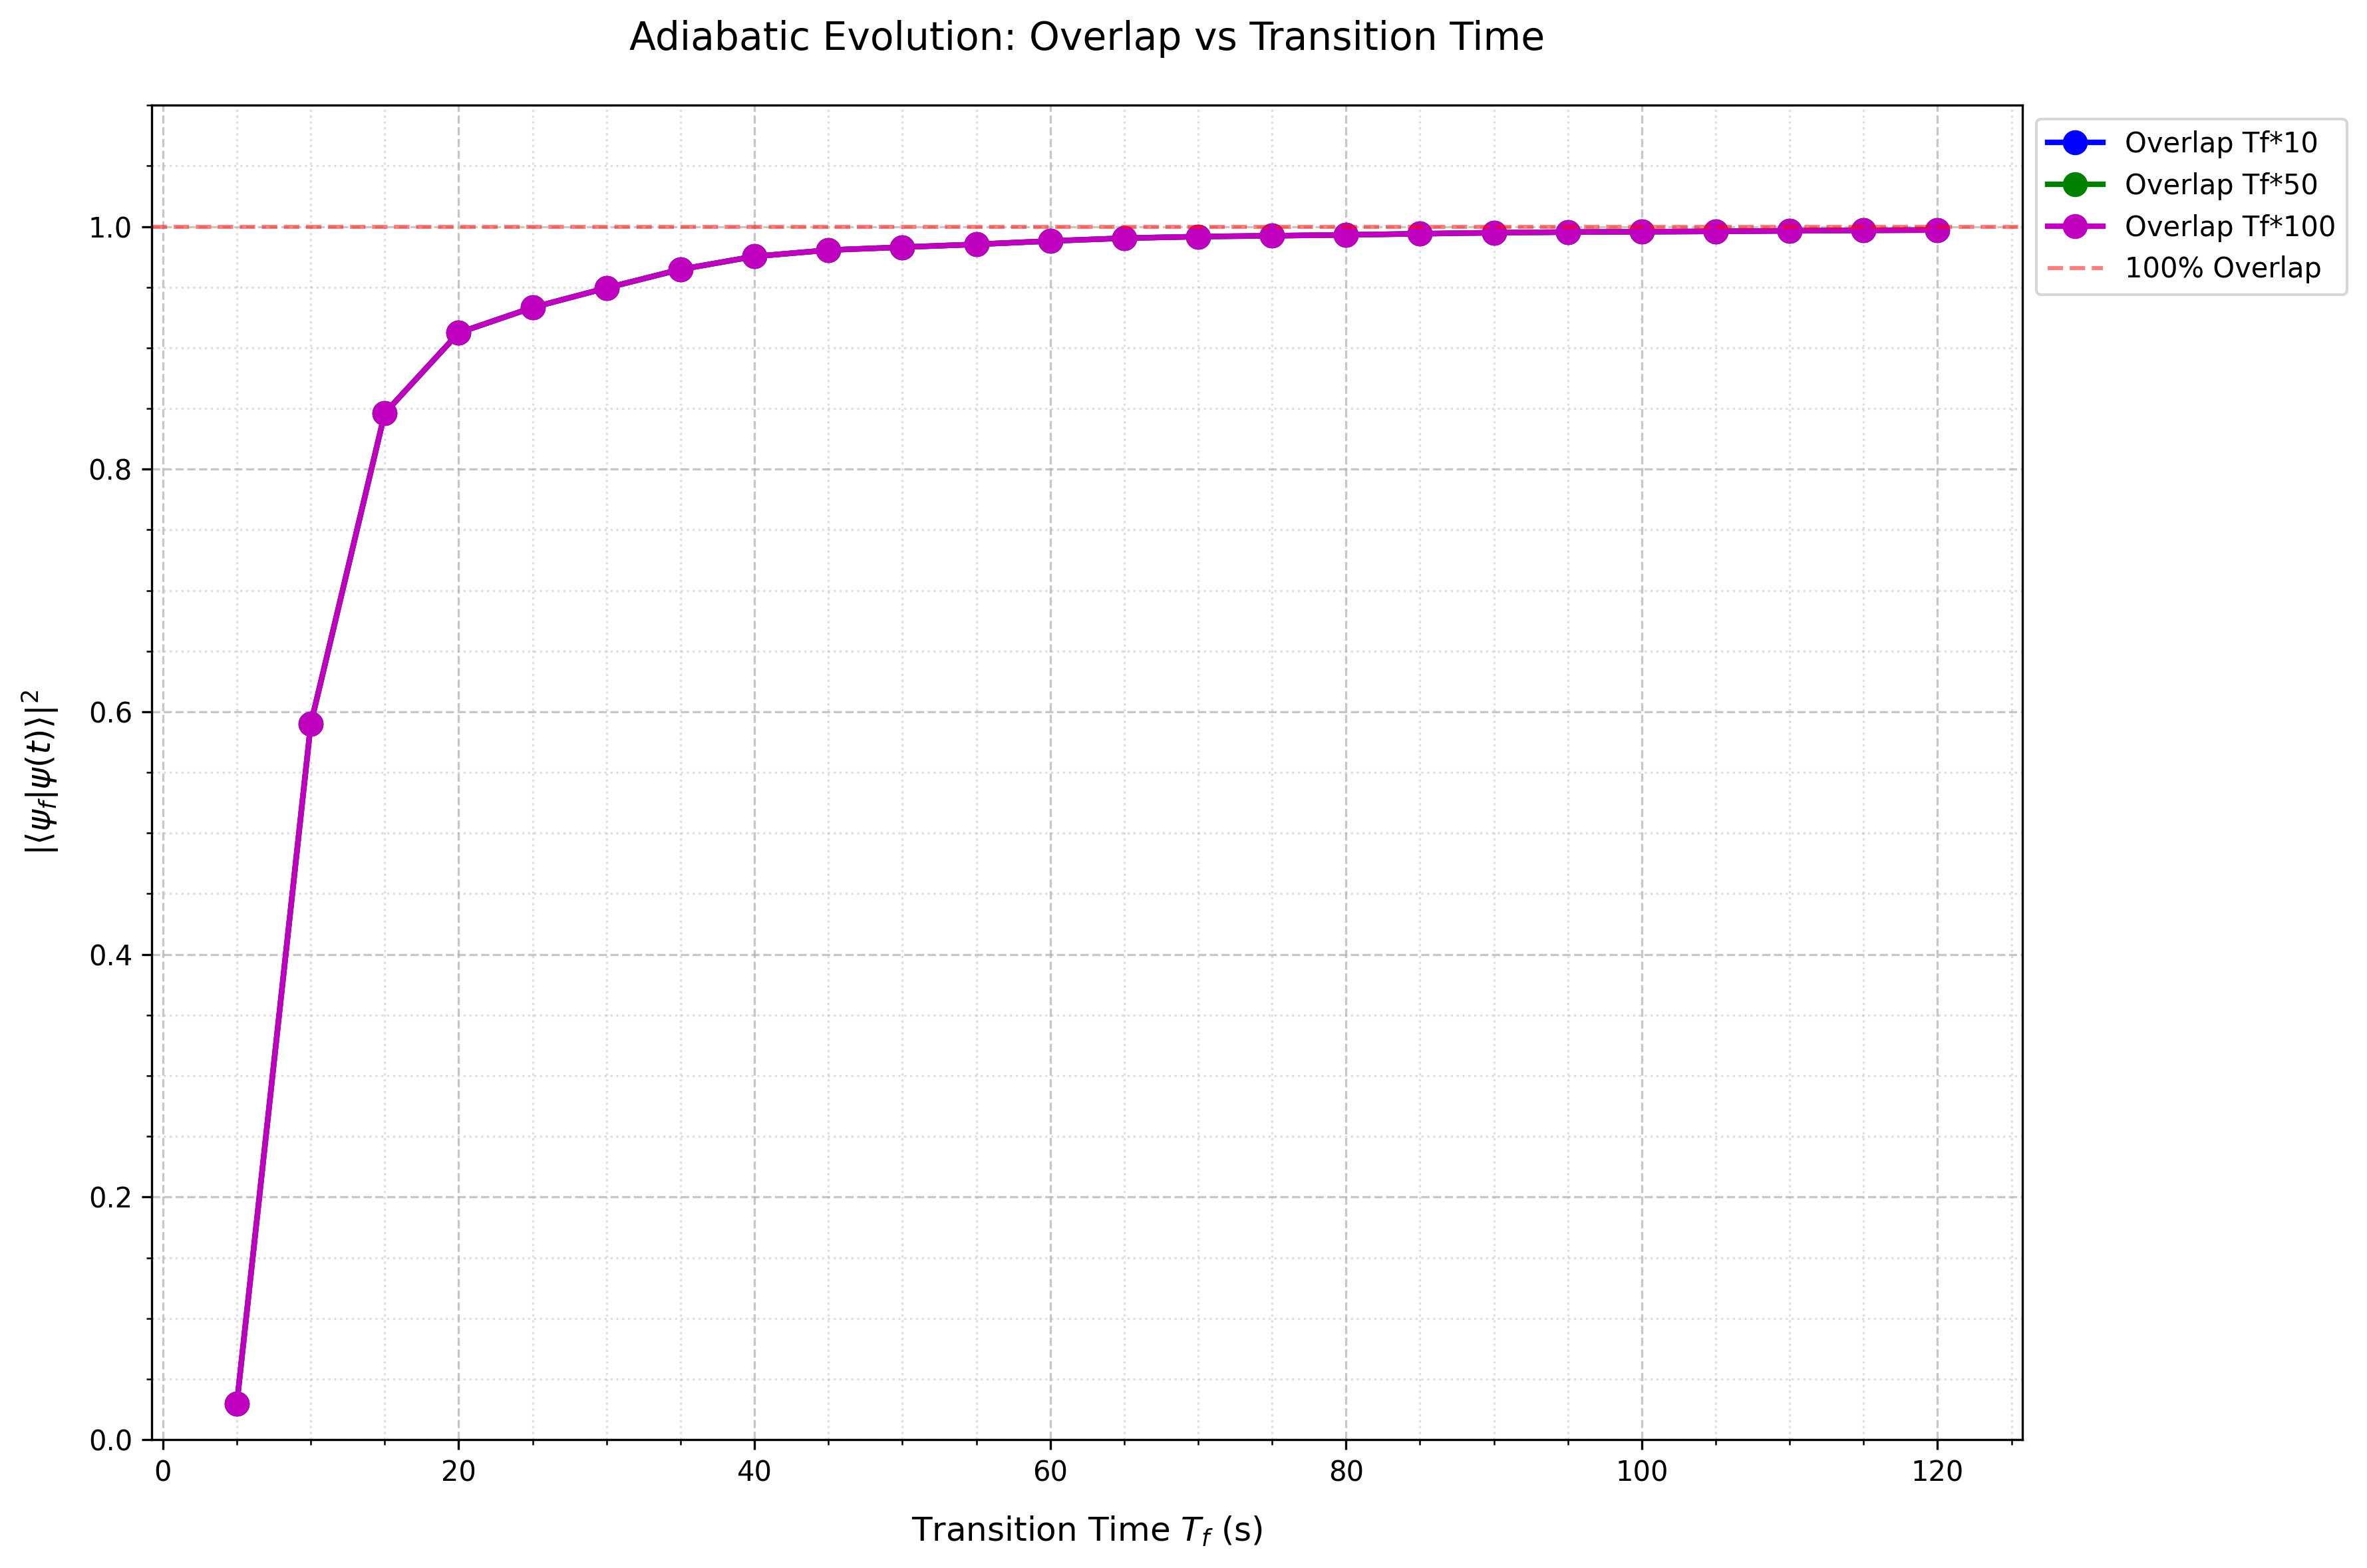 Adiabatic Evolution: Overlap vs Transition Time
|⟨ψ_f|ψ(t)⟩|²
1.0
0.8
0.6
0.4
0.2
0.0
0 20 40 60 80 100 120
Transition Time T_f (s)
Overlap Tf*10
Overlap Tf*50
Overlap Tf*100
100% Overlap